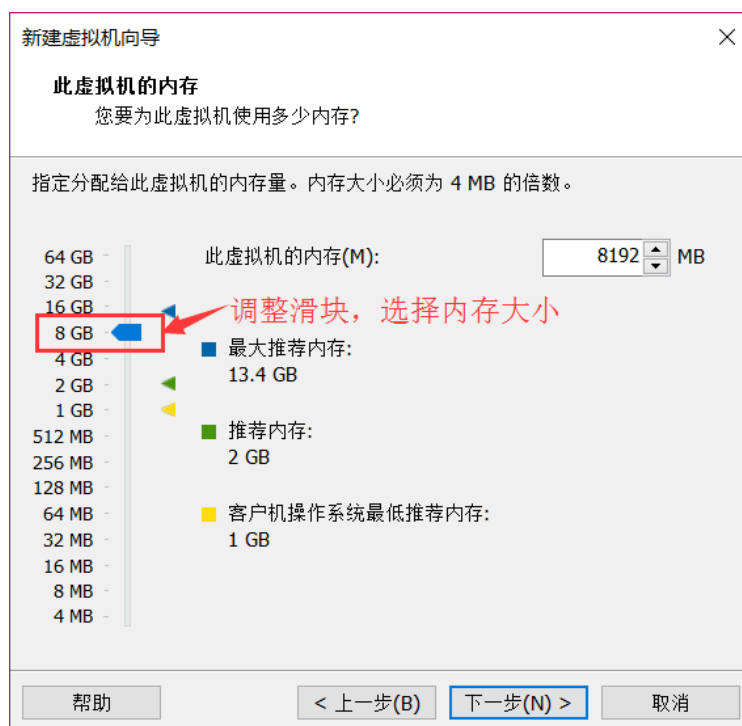 新建虚拟机向导
此虚拟机的内存
您要为此虚拟机使用多少内存?
指定分配给此虚拟机的内存量。内存大小必须为 4 MB 的倍数。
64 GB
32 GB
16 GB
8 GB
4 GB
2 GB
1 GB
512 MB
256 MB
128 MB
64 MB
32 MB
16 MB
8 MB
4 MB
此虚拟机的内存(M):
8192 MB
调整滑块，选择内存大小
最大推荐内存:
13.4 GB
推荐内存:
2 GB
客户机操作系统最低推荐内存:
1 GB
帮助
< 上一步(B)
下一步(N) >
取消